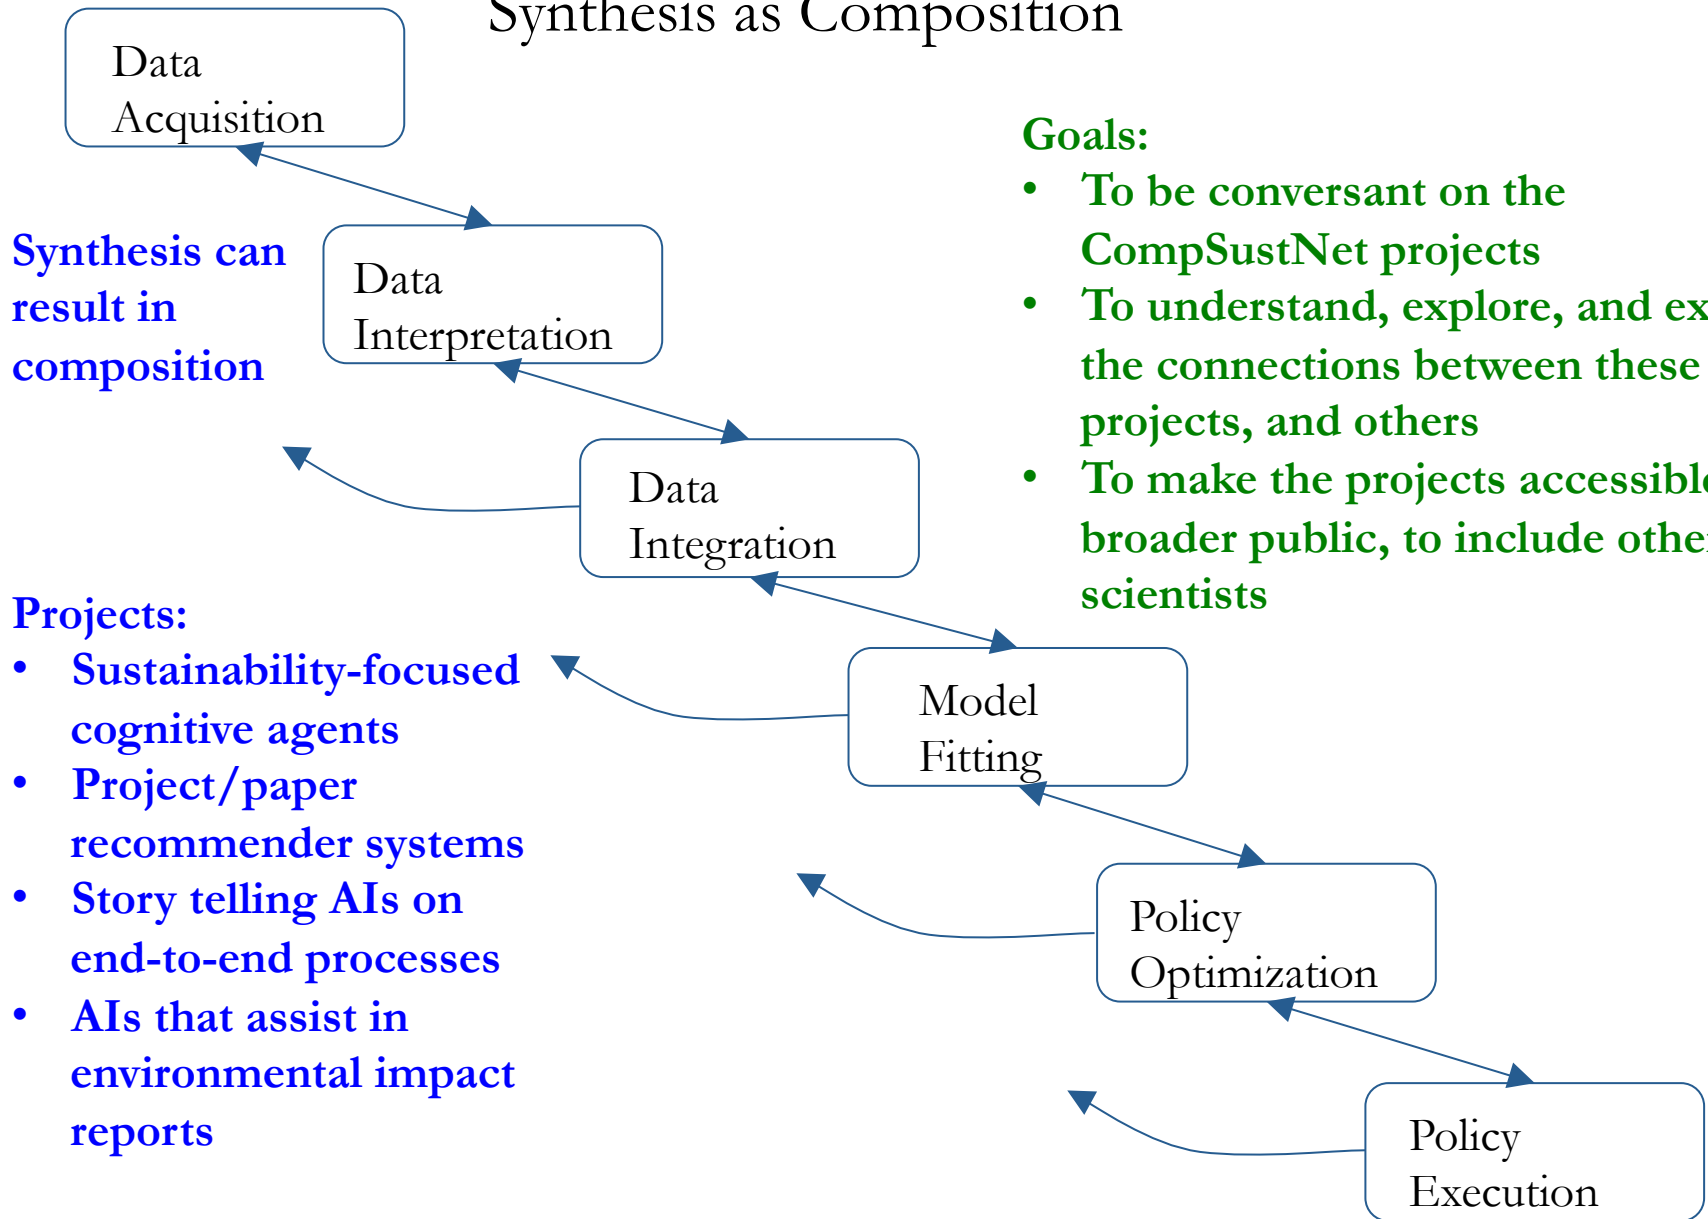 Synthesis as Composition
Data
Acquisition
Synthesis can
result in
composition
Data
Interpretation
Data
Integration
Model
Fitting
Policy
Optimization
Policy
Execution
Goals:
• To be conversant on the
CompSustNet projects
• To understand, explore, and
the connections between these
projects, and others
• To make the projects
broader public, to include
scientists
Projects:
• Sustainability-focused
cognitive agents
• Project/paper
recommender systems
• Story telling AIs on
end-to-end processes
• AIs that assist in
environmental impact
reports